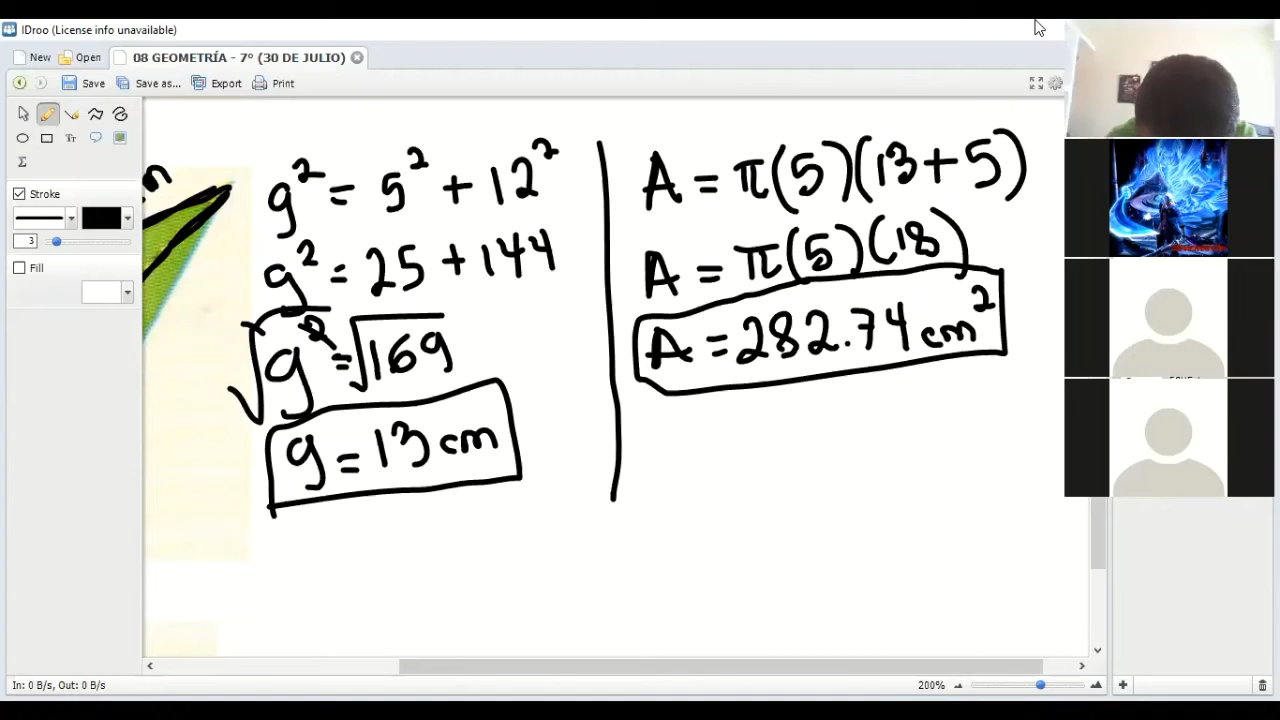 IDroo (License info unavailable)
New Open 08 GEOMETRÍA - 7º (30 DE JULIO)
Save Save as... Export Print
Tr
Σ
Stroke
3
Fill
g² = 5² + 12²
g² = 25 + 144
√g² = √169
g = 13 cm
A = π(5)(13+5)
A = π(5)(18)
A = 282.74 cm²
In: 0 B/s, Out: 0 B/s
200%